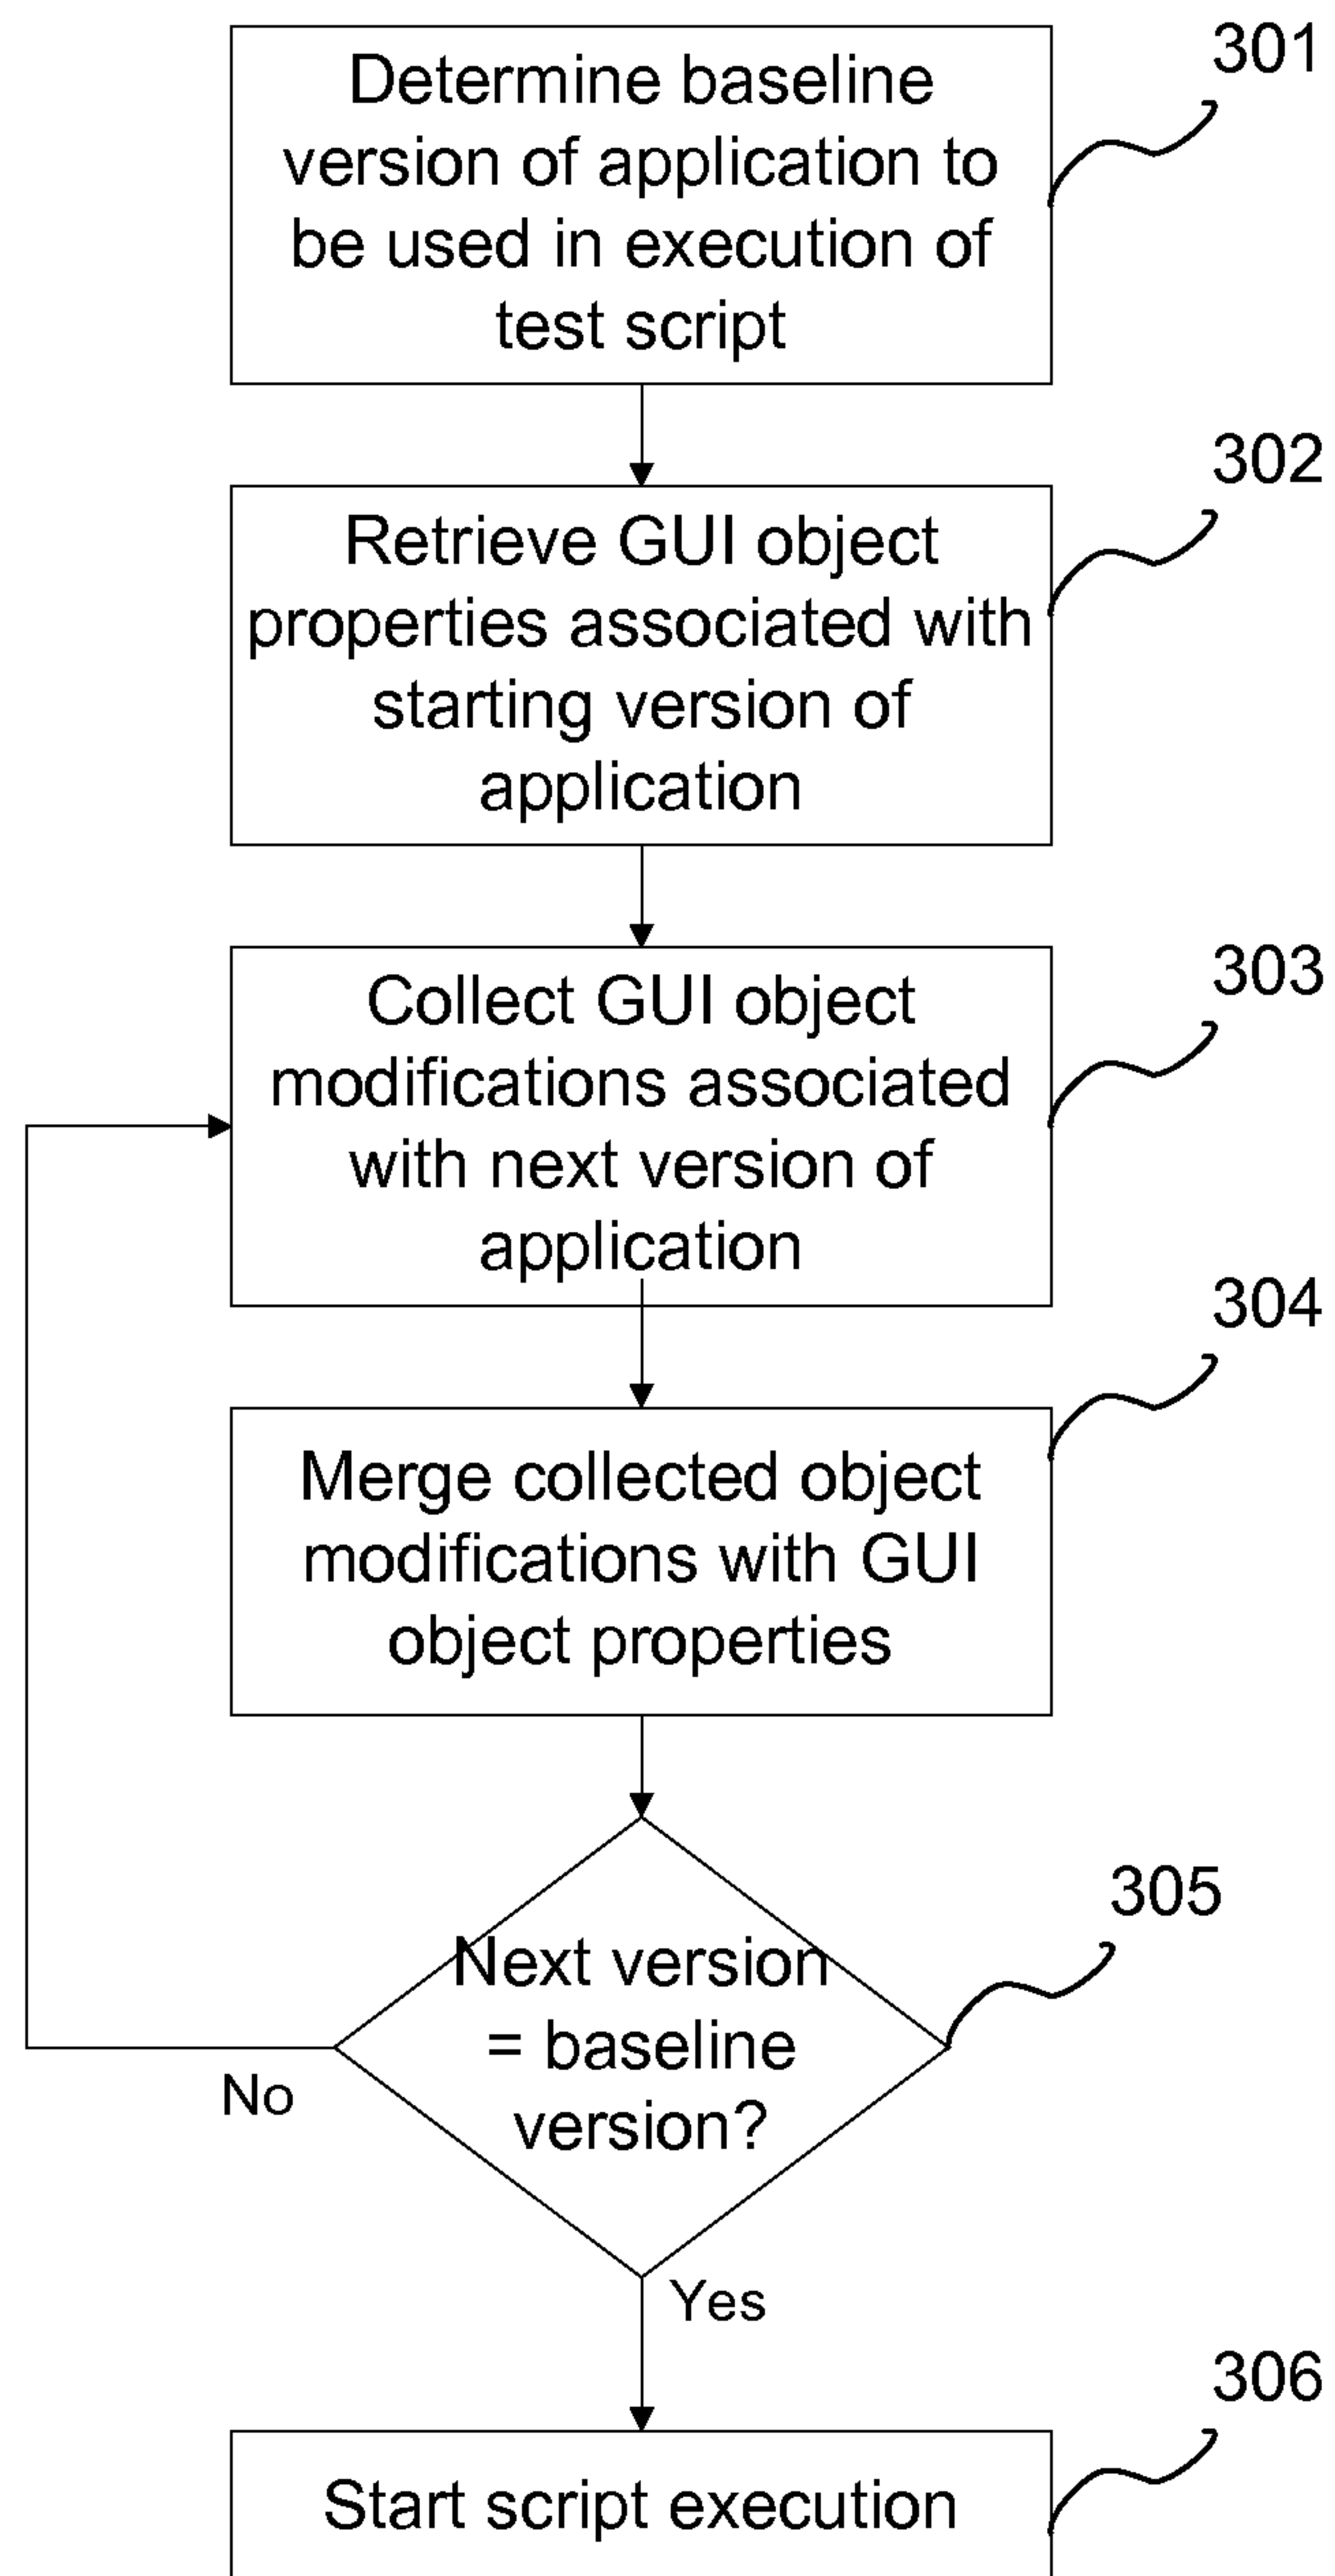 301
Determine baseline
version of application to
be used in execution of
test script
302
Retrieve GUI object
properties associated with
starting version of
application
303
Collect GUI object
modifications associated
with next version of
application
304
Merge collected object
modifications with GUI
object properties
305
Next version
= baseline
version?
No
Yes
306
Start script execution